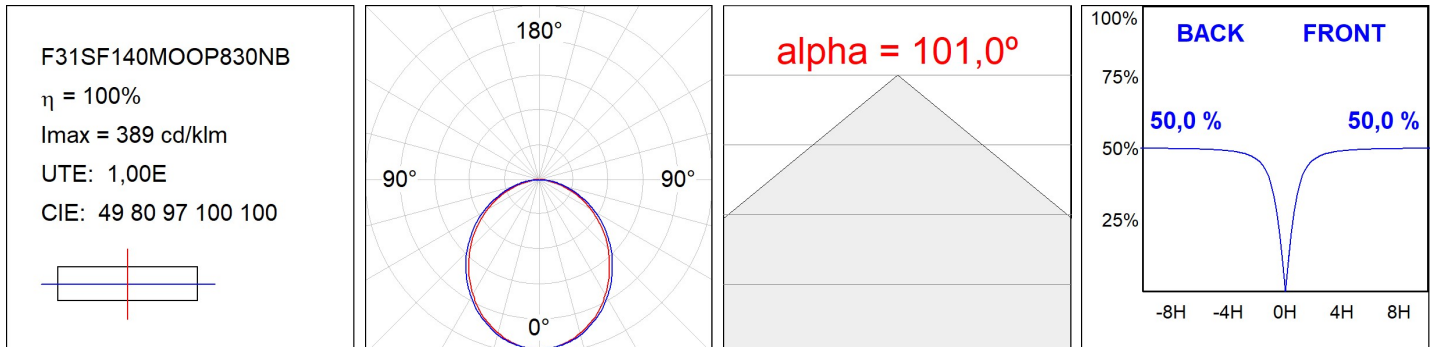 F31SF140MOOP830NB
η = 100%
Imax = 389 cd/klm
UTE: 1,00E
CIE: 49 80 97 100 100
180°
90° 90°
0°
alpha = 101,0º
100%
BACK FRONT
75%
50,0 % 50,0 %
50%
25%
-8H -4H 0H 4H 8H